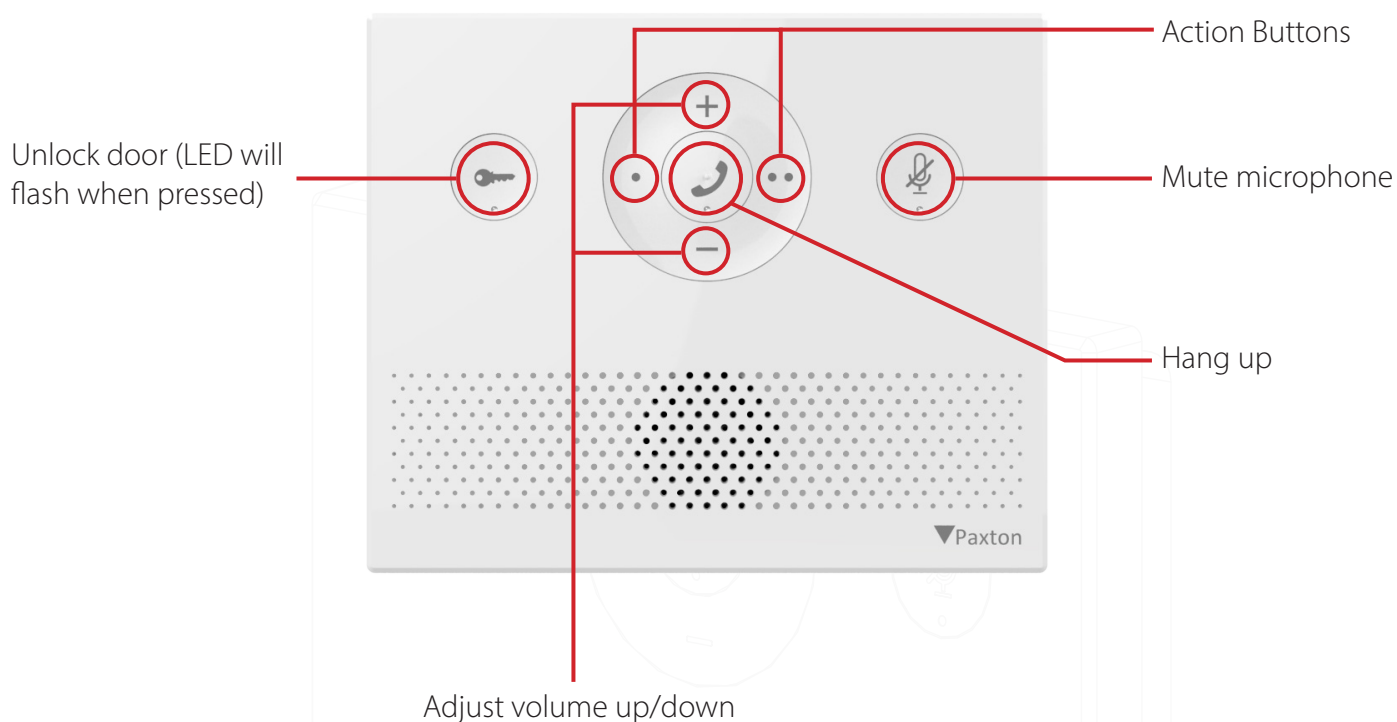 Action Buttons
Unlock door (LED will
flash when pressed)
Mute microphone
Hang up
Paxton
Adjust volume up/down